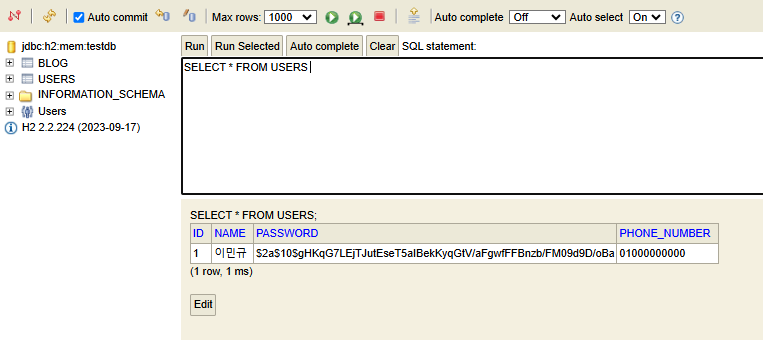 Auto commit Max rows: 1000 Auto complete Off Auto select On
jdbc:h2:mem:testdb
BLOG
USERS
INFORMATION_SCHEMA
Users
H2 2.2.224 (2023-09-17)
Run Run Selected Auto complete Clear SQL statement:
SELECT * FROM USERS
SELECT * FROM USERS;
ID NAME PASSWORD PHONE_NUMBER
1 이민규 $2a$10$gHKqG7LEjTJutEseT5aIBekKyqGtV/aFgwfFFBnzb/FM09d9D/oBa 01000000000
(1 row, 1 ms)
Edit